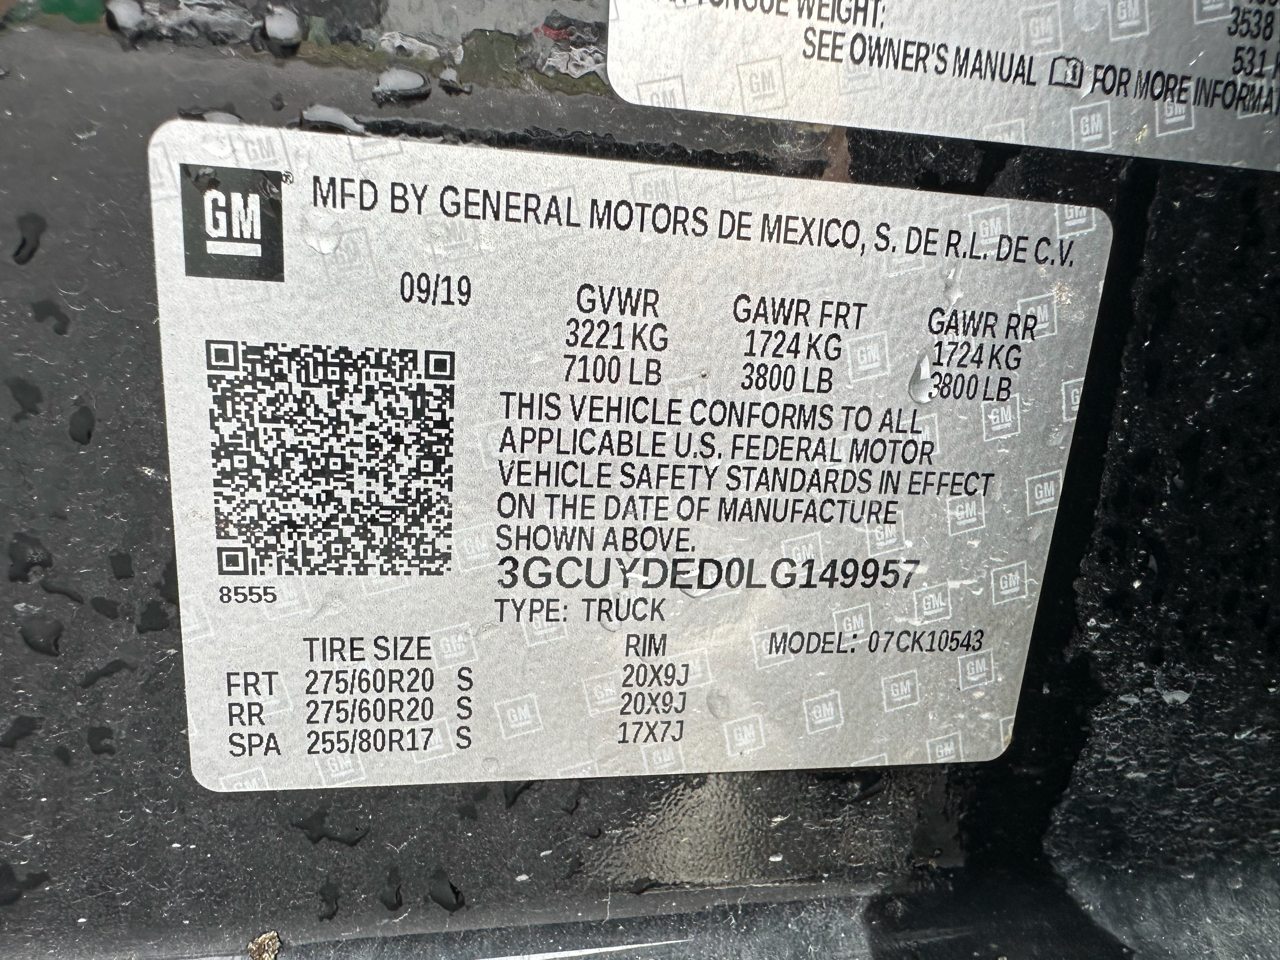 TONGUE WEIGHT:
3538
SEE OWNER'S MANUAL FOR MORE INFORMAT
531
GM
MFD BY GENERAL MOTORS DE MEXICO, S. DE R.L. DE C.V.
09/19
GVWR GAWR FRT GAWR RR
3221 KG 1724 KG 1724 KG
7100 LB 3800 LB 3800 LB
THIS VEHICLE CONFORMS TO ALL
APPLICABLE U.S. FEDERAL MOTOR
VEHICLE SAFETY STANDARDS IN EFFECT
ON THE DATE OF MANUFACTURE
SHOWN ABOVE.
3GCUYDED0LG149957
8555
TYPE: TRUCK
TIRE SIZE RIM MODEL: 07CK10543
FRT 275/60R20 S 20X9J
RR 275/60R20 S 20X9J
SPA 255/80R17 S 17X7J